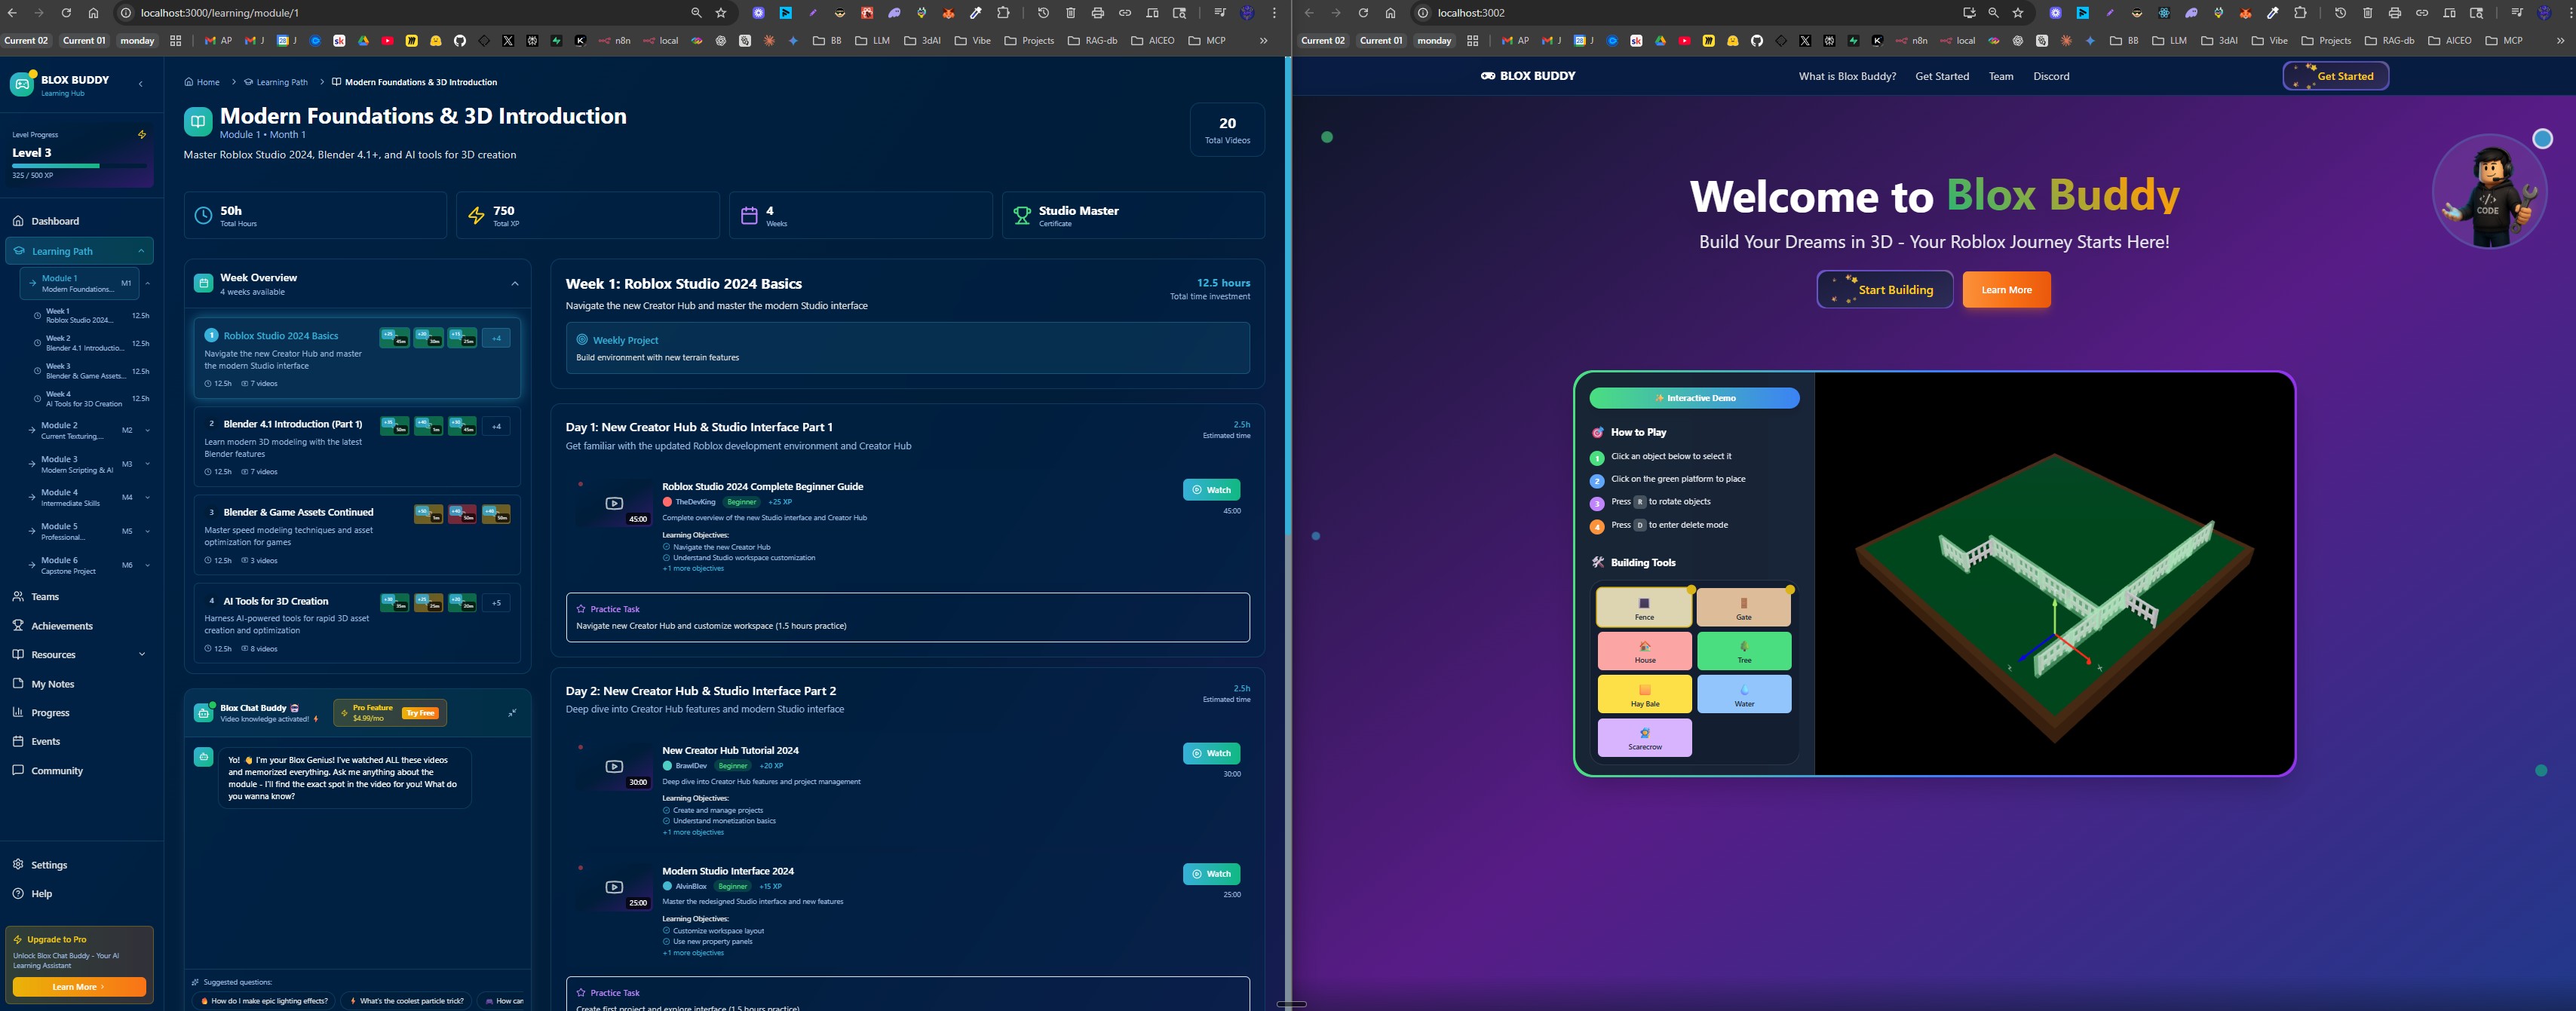 localhost:3000/learning/module/1
Current 02 Current 01 monday AP J J n8n local BB LLM 3dAI Vibe Projects RAG-db AICEO MCP
BLOX BUDDY
Learning Hub
Level Progress
Level 3
325 / 500 XP
Dashboard
Learning Path
Module 1 M1
Modern Foundations...
Week 1
Roblox Studio 2024... 12.5h
Week 2
Blender 4.1 Introductio... 12.5h
Week 3
Blender & Game Assets... 12.5h
Week 4
AI Tools for 3D Creation 12.5h
Module 2 M2
Current Texturing,...
Module 3 M3
Modern Scripting & AI
Module 4 M4
Intermediate Skills
Module 5 M5
Professional...
Module 6 M6
Capstone Project
Teams
Achievements
Resources
My Notes
Progress
Events
Community
Settings
Help
Upgrade to Pro
Unlock Blox Chat Buddy - Your AI
Learning Assistant
Learn More
Home Learning Path Modern Foundations & 3D Introduction
Modern Foundations & 3D Introduction
Module 1 • Month 1
Master Roblox Studio 2024, Blender 4.1+, and AI tools for 3D creation
20
Total Videos
50h
Total Hours
750
Total XP
4
Weeks
Studio Master
Certificate
Week Overview
4 weeks available
1 Roblox Studio 2024 Basics
+25 45m +20 30m +15 25m +4
Navigate the new Creator Hub and master
the modern Studio interface
12.5h 7 videos
2 Blender 4.1 Introduction (Part 1)
+4
Learn modern 3D modeling with the latest
Blender features
12.5h 7 videos
3 Blender & Game Assets Continued
Master speed modeling techniques and asset
optimization for games
12.5h 3 videos
4 AI Tools for 3D Creation
+5
Harness AI-powered tools for rapid 3D asset
creation and optimization
12.5h 8 videos
Blox Chat Buddy
Video knowledge activated!
Pro Feature
$4.99/mo
Try Free
Yo! I'm your Blox Genius! I've watched ALL these videos
and memorized everything. Ask me anything about the
module - I'll find the exact spot in the video for you! What do
you wanna know?
Suggested questions:
How do I make epic lighting effects? What's the coolest particle trick? How can
Week 1: Roblox Studio 2024 Basics
12.5 hours
Total time investment
Navigate the new Creator Hub and master the modern Studio interface
Weekly Project
Build environment with new terrain features
Day 1: New Creator Hub & Studio Interface Part 1
2.5h
Estimated time
Get familiar with the updated Roblox development environment and Creator Hub
45:00
Roblox Studio 2024 Complete Beginner Guide
TheDevKing Beginner +25 XP
Complete overview of the new Studio interface and Creator Hub
Learning Objectives:
Navigate the new Creator Hub
Understand Studio workspace customization
+1 more objectives
Watch
45:00
Practice Task
Navigate new Creator Hub and customize workspace (1.5 hours practice)
Day 2: New Creator Hub & Studio Interface Part 2
2.5h
Estimated time
Deep dive into Creator Hub features and modern Studio interface
30:00
New Creator Hub Tutorial 2024
BrawlDev Beginner +20 XP
Deep dive into Creator Hub features and project management
Learning Objectives:
Create and manage projects
Understand monetization basics
+1 more objectives
Watch
30:00
25:00
Modern Studio Interface 2024
AlvinBlox Beginner +15 XP
Master the redesigned Studio interface and new features
Learning Objectives:
Customize workspace layout
Use new property panels
+1 more objectives
Watch
25:00
Practice Task
Create first project and explore interface (1.5 hours practice)
localhost:3002
Current 02 Current 01 monday AP J J n8n local BB LLM 3dAI Vibe Projects RAG-db AICEO MCP
BLOX BUDDY
What is Blox Buddy? Get Started Team Discord
Get Started
Welcome to Blox Buddy
Build Your Dreams in 3D - Your Roblox Journey Starts Here!
Start Building
Learn More
</> CODE
Interactive Demo
How to Play
1 Click an object below to select it
2 Click on the green platform to place
3 Press R to rotate objects
4 Press D to enter delete mode
Building Tools
Fence
Gate
House
Tree
Hay Bale
Water
Scarecrow